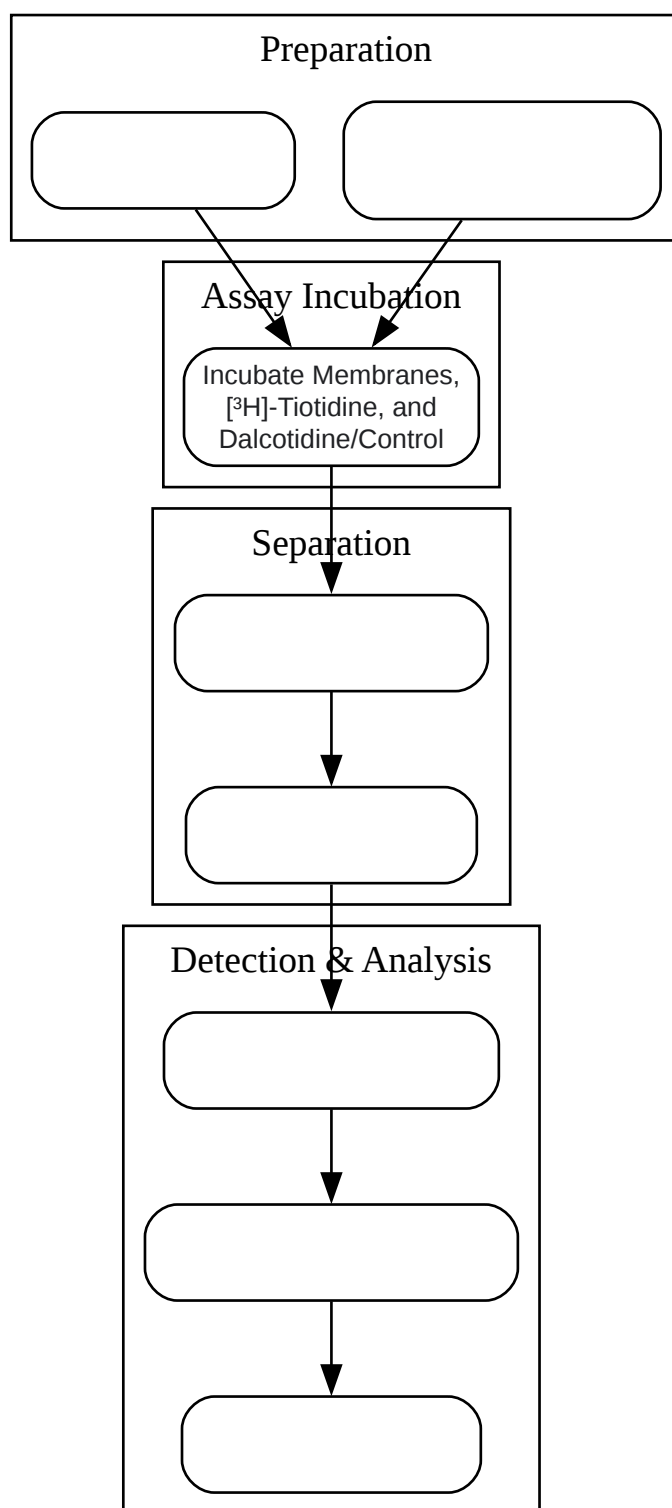 Preparation
Assay Incubation
Incubate Membranes,
[³H]-Tiotidine, and
Dalcotidine/Control
Separation
Detection & Analysis